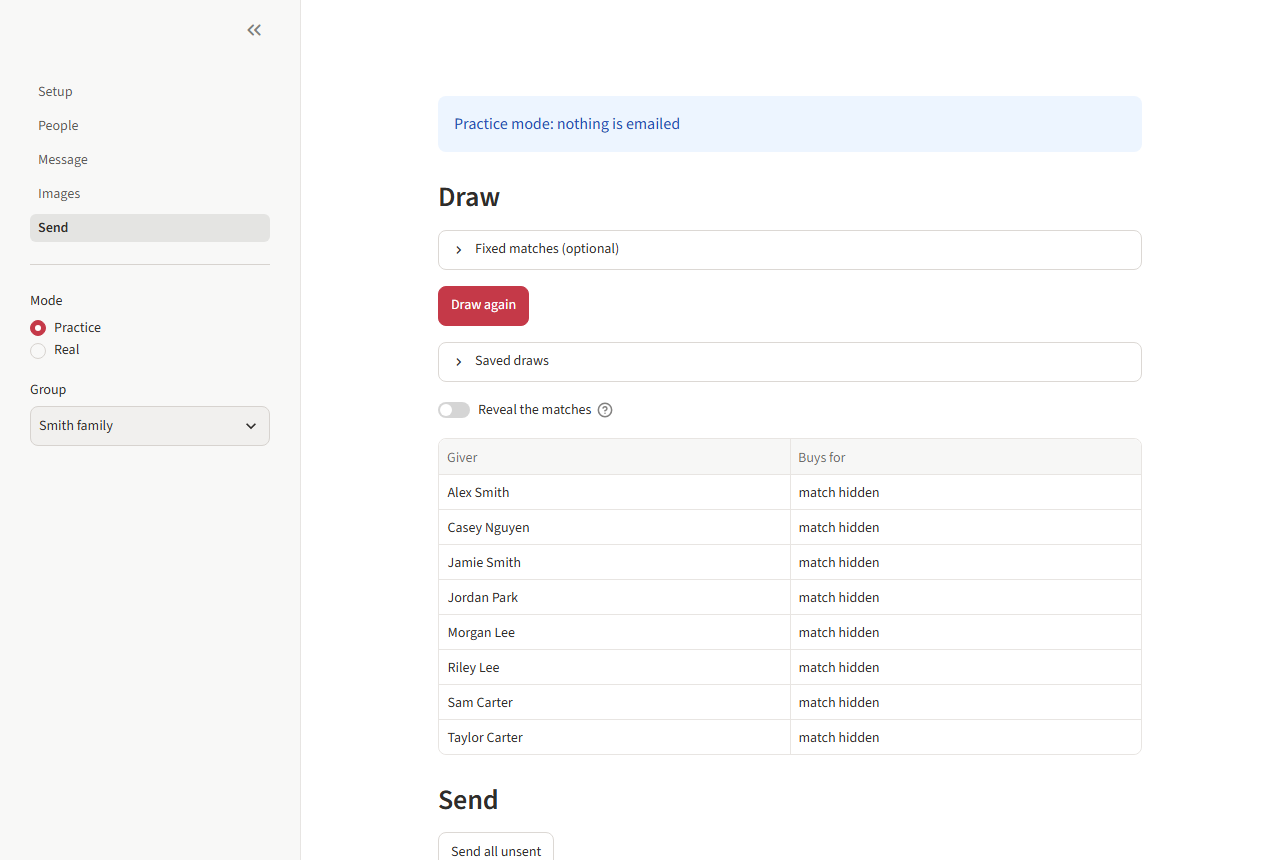 Setup
People
Message
Images
Send
Mode
Practice
Real
Group
Smith family
Practice mode: nothing is emailed
Draw
Fixed matches (optional)
Draw again
Saved draws
Reveal the matches
Giver Buys for
Alex Smith match hidden
Casey Nguyen match hidden
Jamie Smith match hidden
Jordan Park match hidden
Morgan Lee match hidden
Riley Lee match hidden
Sam Carter match hidden
Taylor Carter match hidden
Send
Send all unsent